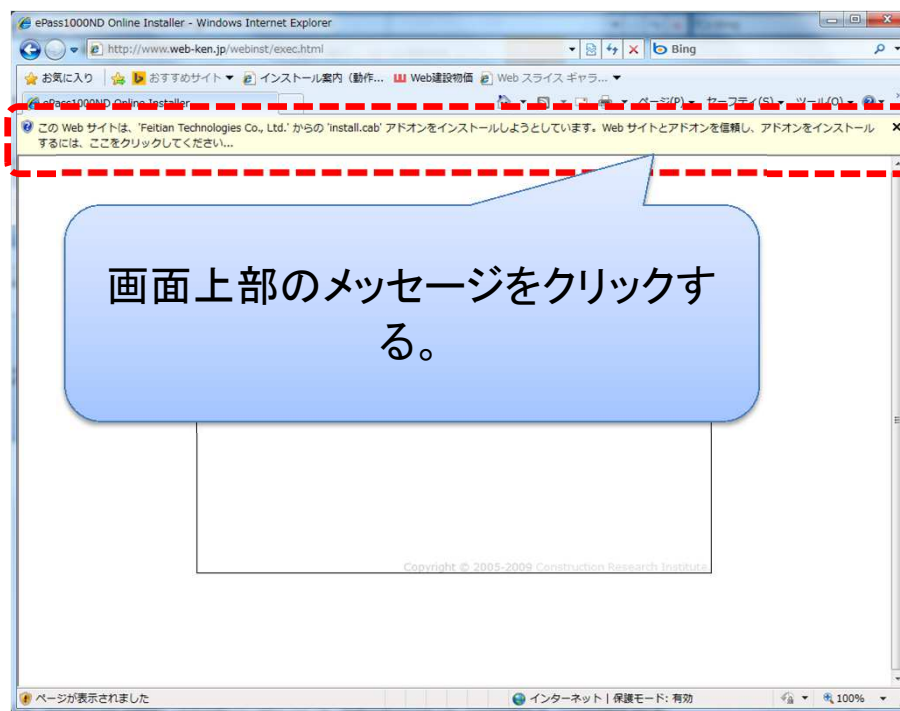 ePass1000ND Online Installer - Windows Internet Explorer
http://www.web-ken.jp/webinst/exec.html
Bing
お気に入り
おすすめサイト
インストール案内（動作...
Web建設物価
Web スライス ギャラ...
ePass1000ND Online Installer
ページ(P)
セーフティ(S)
ツール(O)
この Web サイトは、'Feitian Technologies Co., Ltd.' からの 'install.cab' アドオンをインストールしようとしています。Web サイトとアドオンを信頼し、アドオンをインストール
するには、ここをクリックしてください...
画面上部のメッセージをクリックす
る。
Copyright © 2005-2009 Construction Research Institute
ページが表示されました
インターネット | 保護モード: 有効
100%